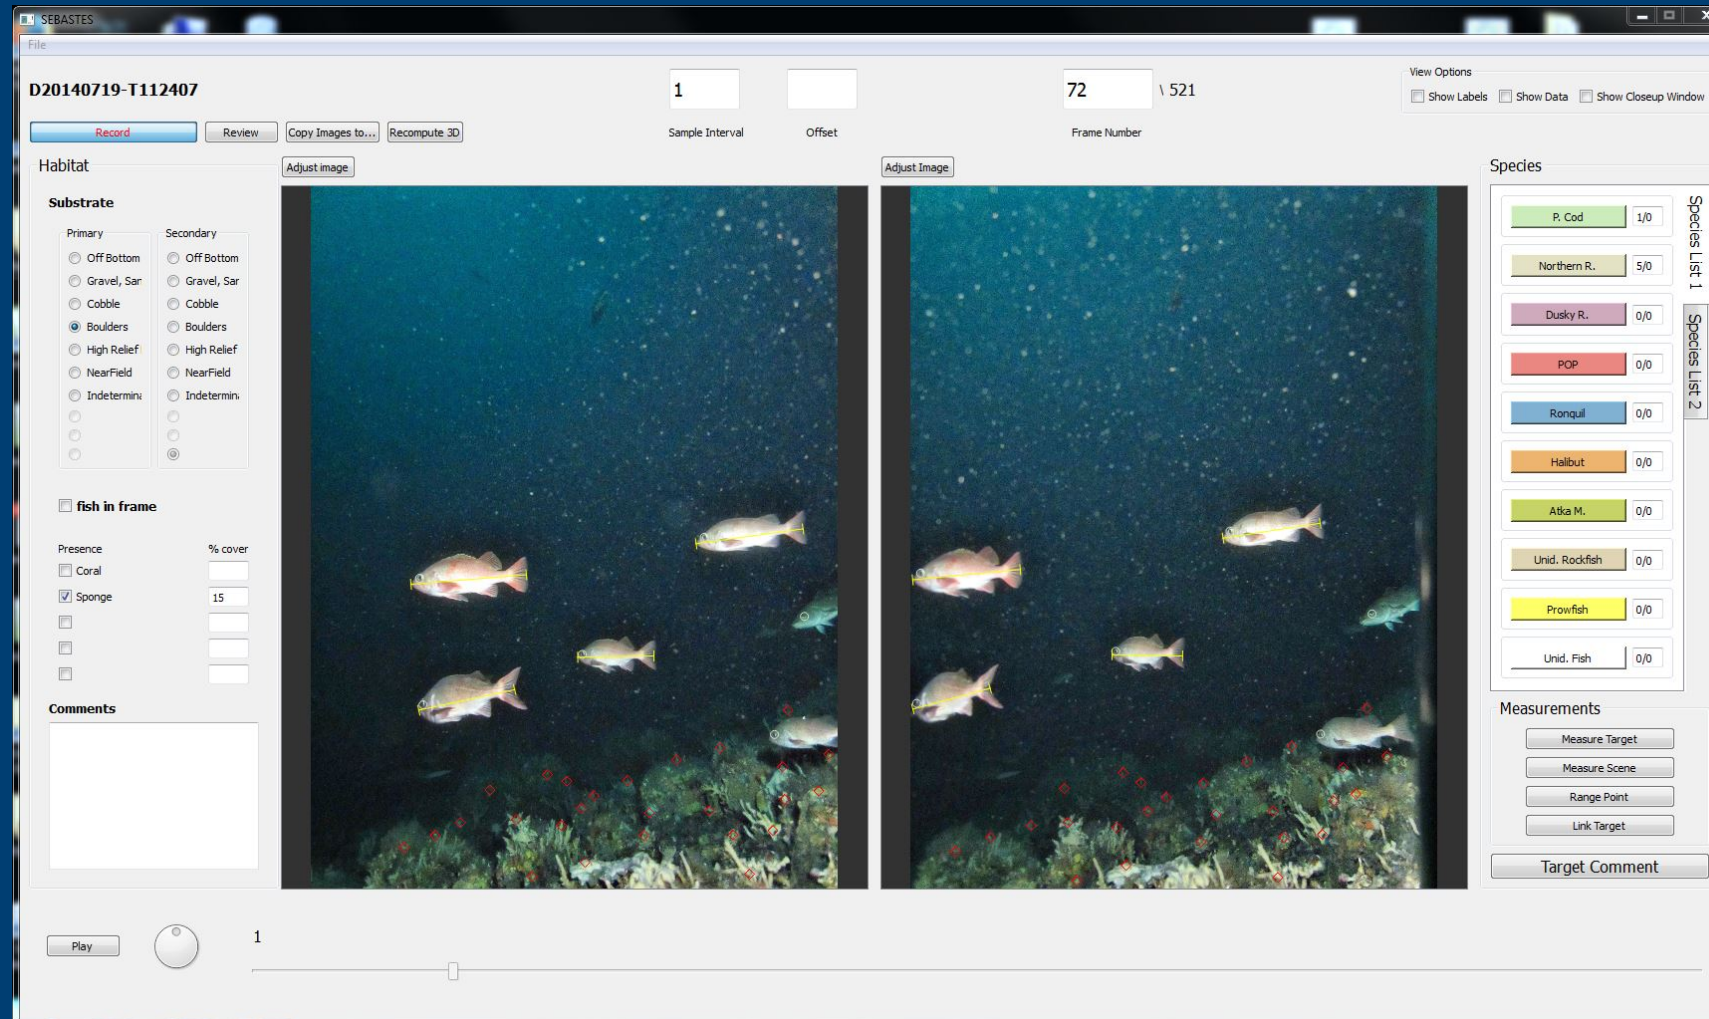 SEBASTES
File
D20140719-T112407
1
72 \ 521
Sample Interval
Offset
Frame Number
View Options
Show Labels
Show Data
Show Closeup Window
Record
Review
Copy Images to...
Recompute 3D
Habitat
Adjust image
Adjust Image
Species
Substrate
Primary
Off Bottom
Gravel, Sar
Cobble
Boulders
High Relief
NearField
Indetermina
Secondary
Off Bottom
Gravel, Sar
Cobble
Boulders
High Relief
NearField
Indetermina
fish in frame
Presence
% cover
Coral
Sponge
15
Comments
P. Cod 1/0
Northern R. 5/0
Dusky R. 0/0
POP 0/0
Ronquil 0/0
Halibut 0/0
Atka M. 0/0
Unid. Rockfish 0/0
Prowfish 0/0
Unid. Fish 0/0
Species List 1
Species List 2
Measurements
Measure Target
Measure Scene
Range Point
Link Target
Target Comment
Play
1